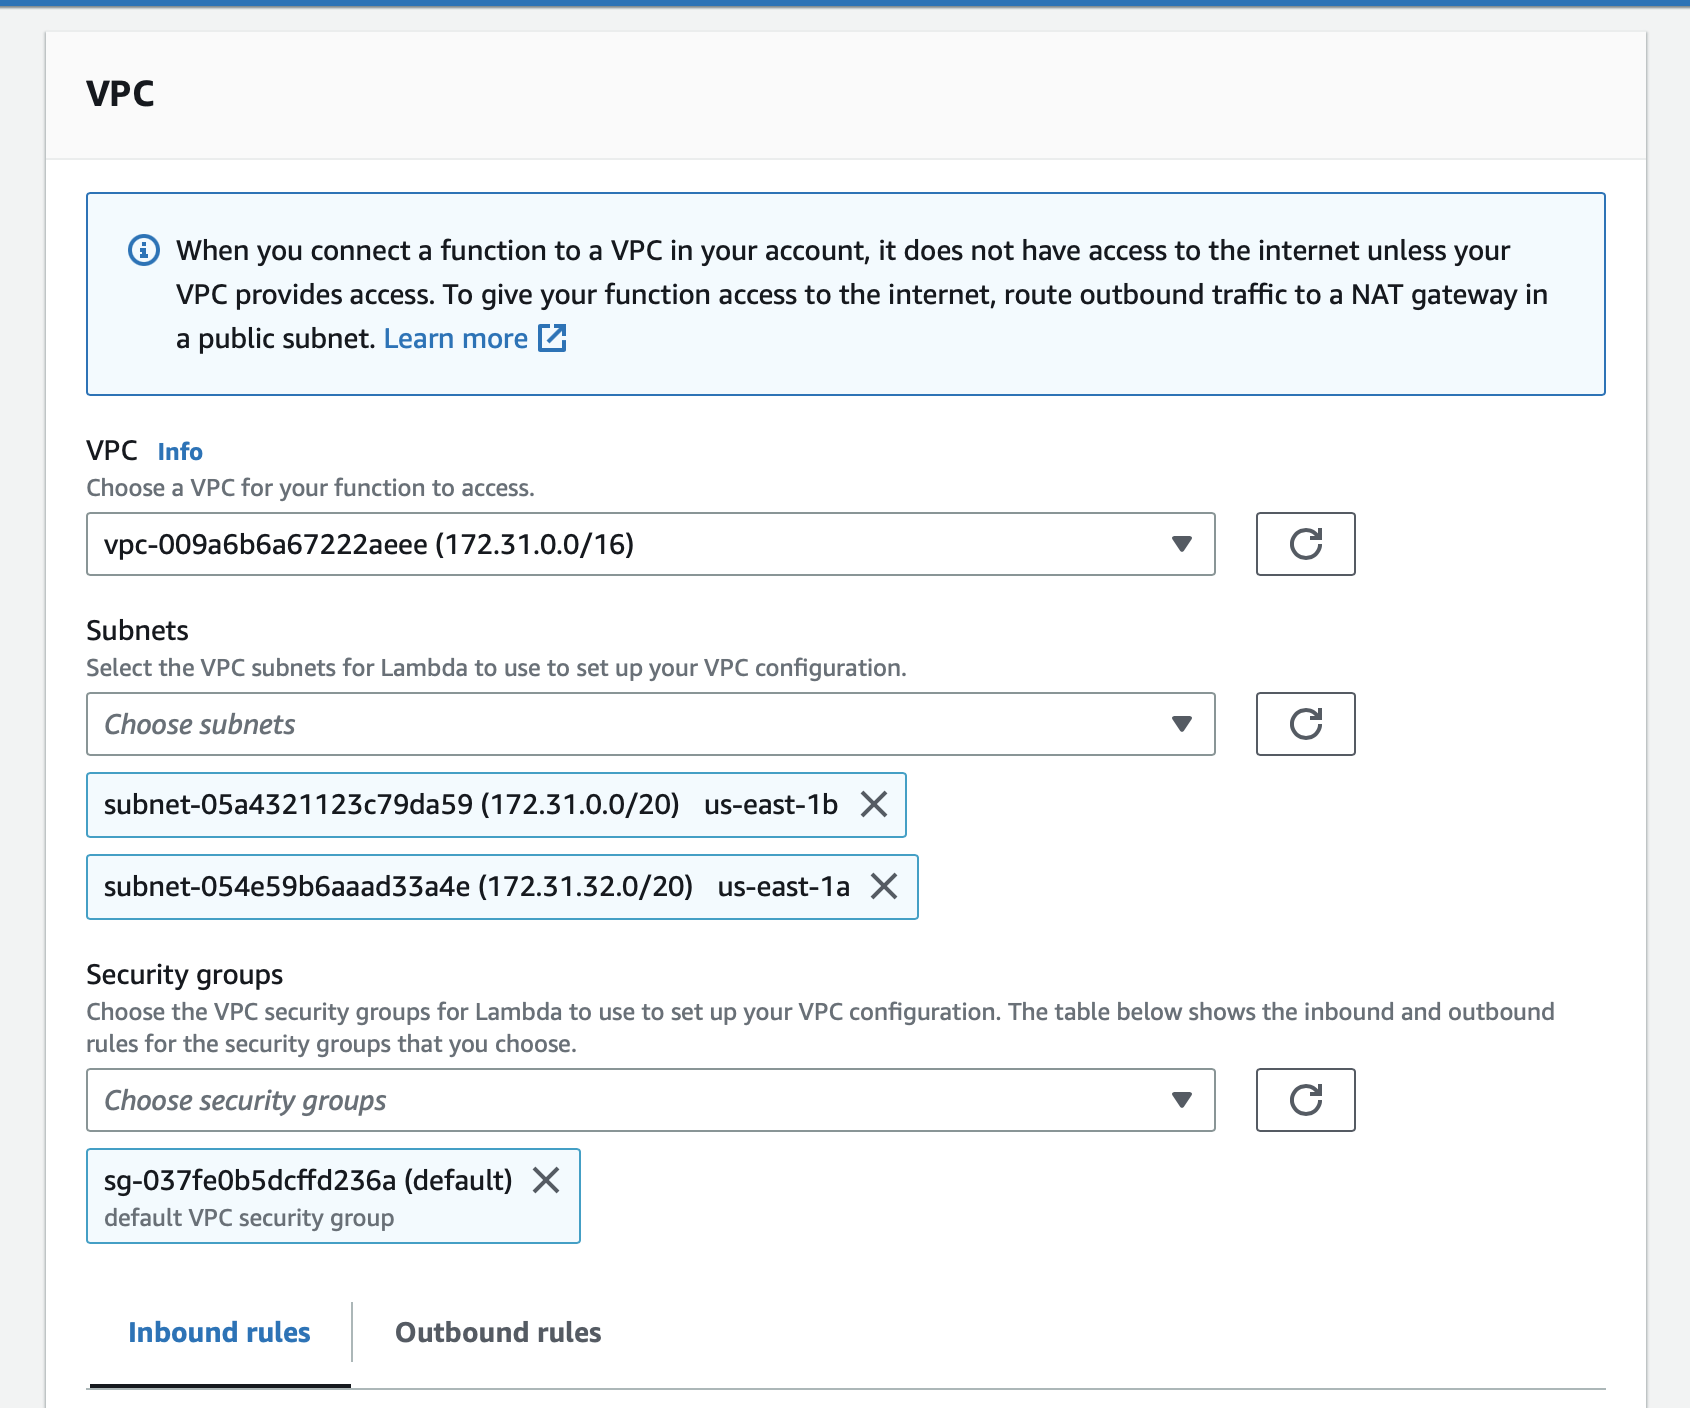 VPC
When you connect a function to a VPC in your account, it does not have access to the internet unless your
VPC provides access. To give your function access to the internet, route outbound traffic to a NAT gateway in
a public subnet. Learn more
VPC Info
Choose a VPC for your function to access.
vpc-009a6b6a67222aeee (172.31.0.0/16)
Subnets
Select the VPC subnets for Lambda to use to set up your VPC configuration.
Choose subnets
subnet-05a4321123c79da59 (172.31.0.0/20) us-east-1b
subnet-054e59b6aaad33a4e (172.31.32.0/20) us-east-1a
Security groups
Choose the VPC security groups for Lambda to use to set up your VPC configuration. The table below shows the inbound and outbound
rules for the security groups that you choose.
Choose security groups
sg-037fe0b5dcffd236a (default)
default VPC security group
Inbound rules Outbound rules